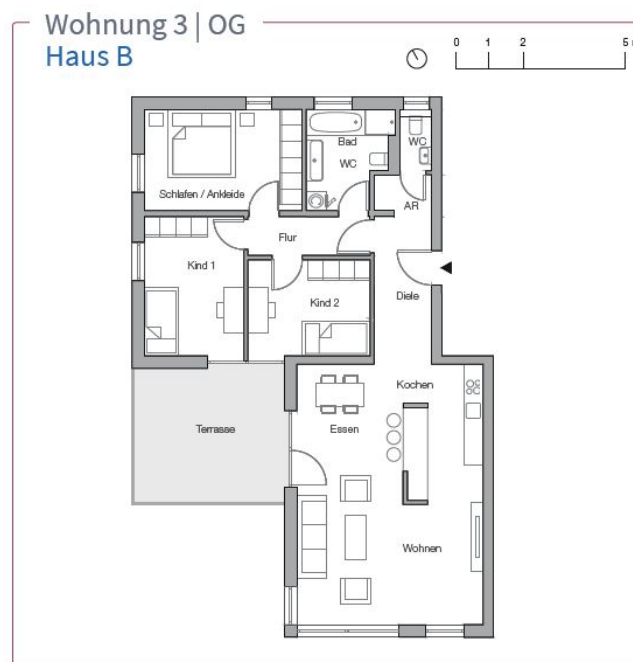 Wohnung 3 | OG
Haus B
0 1 2 5
Bad
WC
WC
Schlafen / Ankleide
AR
Flur
Kind 1
Kind 2
Diele
Kochen
Terrasse
Essen
Wohnen